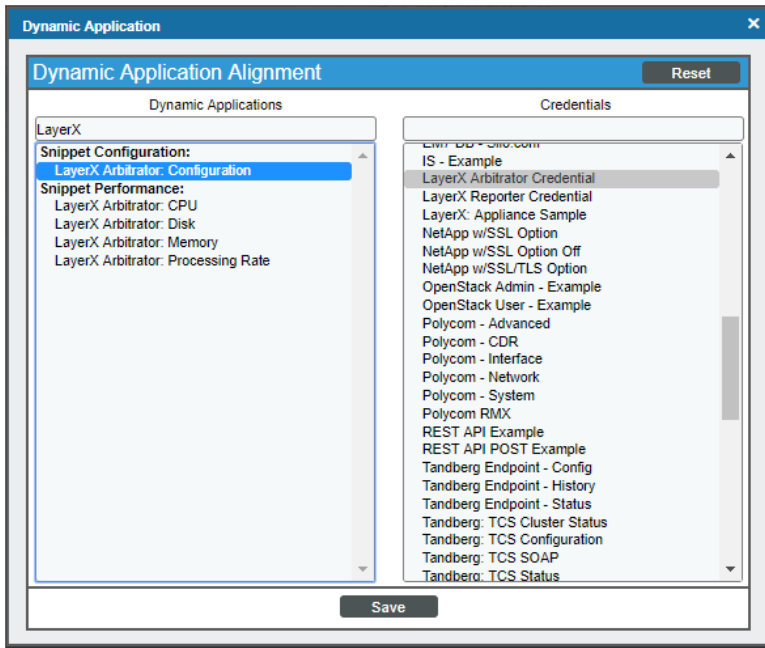 Dynamic Application
Dynamic Application Alignment
Reset
Dynamic Applications
LayerX
Snippet Configuration:
LayerX Arbitrator: Configuration
Snippet Performance:
LayerX Arbitrator: CPU
LayerX Arbitrator: Disk
LayerX Arbitrator: Memory
LayerX Arbitrator: Processing Rate
Credentials
EM7 DB - Silo.com
IS - Example
LayerX Arbitrator Credential
LayerX Reporter Credential
LayerX: Appliance Sample
NetApp w/SSL Option
NetApp w/SSL Option Off
NetApp w/SSL/TLS Option
OpenStack Admin - Example
OpenStack User - Example
Polycom - Advanced
Polycom - CDR
Polycom - Interface
Polycom - Network
Polycom - System
Polycom RMX
REST API Example
REST API POST Example
Tandberg Endpoint - Config
Tandberg Endpoint - History
Tandberg Endpoint - Status
Tandberg: TCS Cluster Status
Tandberg: TCS Configuration
Tandberg: TCS SOAP
Tandberg: TCS Status
Save